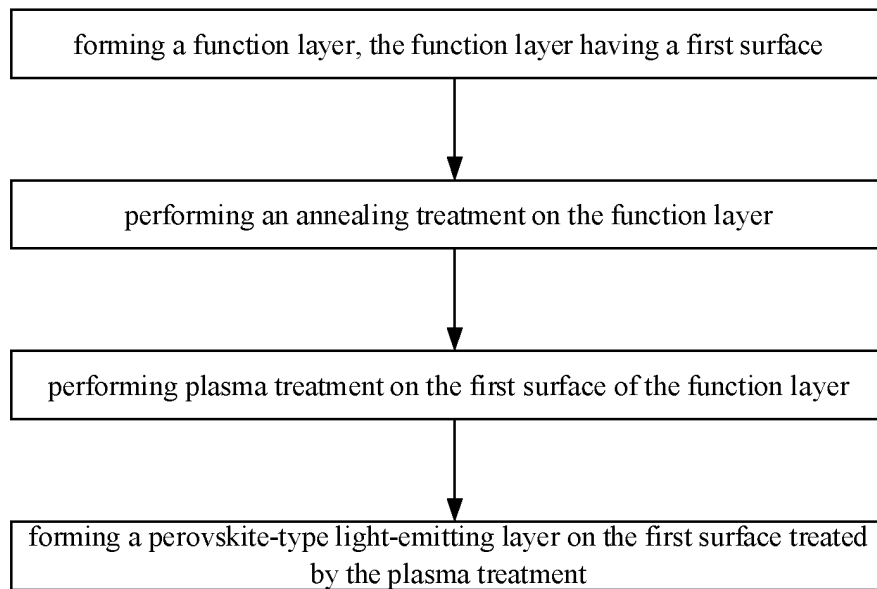 forming a function layer, the function layer having a first surface
performing an annealing treatment on the function layer
performing plasma treatment on the first surface of the function layer
forming a perovskite-type light-emitting layer on the first surface treated
by the plasma treatment